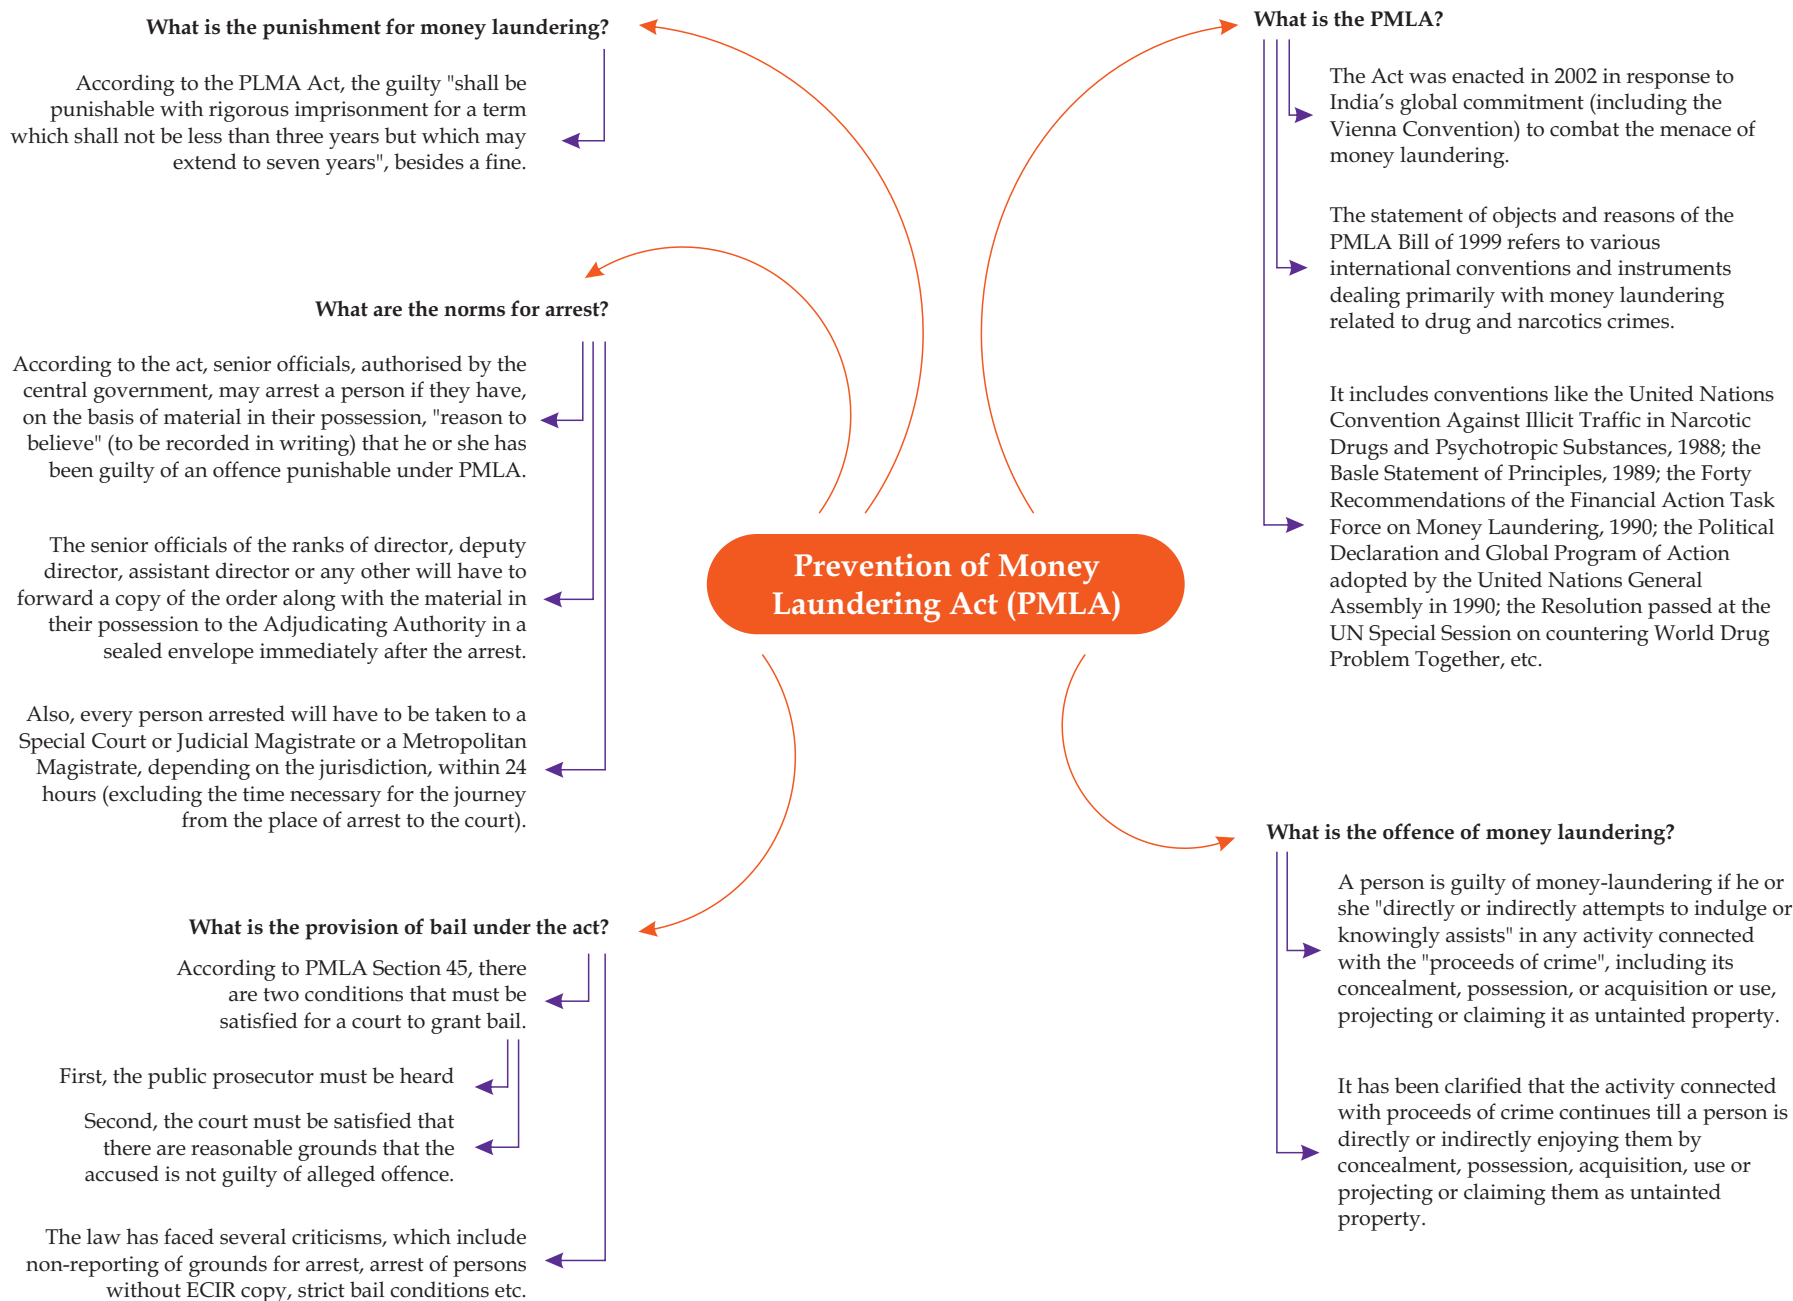 What is the punishment for money laundering?
According to the PLMA Act, the guilty "shall be
punishable with rigorous imprisonment for a term
which shall not be less than three years but which may
extend to seven years", besides a fine.
What are the norms for arrest?
According to the act, senior officials, authorised by the
central government, may arrest a person if they have,
on the basis of material in their possession, "reason to
believe" (to be recorded in writing) that he or she has
been guilty of an offence punishable under PMLA.
The senior officials of the ranks of director, deputy
director, assistant director or any other will have to
forward a copy of the order along with the material in
their possession to the Adjudicating Authority in a
sealed envelope immediately after the arrest.
Also, every person arrested will have to be taken to a
Special Court or Judicial Magistrate or a Metropolitan
Magistrate, depending on the jurisdiction, within 24
hours (excluding the time necessary for the journey
from the place of arrest to the court).
What is the provision of bail under the act?
According to PMLA Section 45, there
are two conditions that must be
satisfied for a court to grant bail.
First, the public prosecutor must be heard
Second, the court must be satisfied that
there are reasonable grounds that the
accused is not guilty of alleged offence.
The law has faced several criticisms, which include
non-reporting of grounds for arrest, arrest of persons
without ECIR copy, strict bail conditions etc.
Prevention of Money
Laundering Act (PMLA)
What is the PMLA?
The Act was enacted in 2002 in response to
India's global commitment (including the
Vienna Convention) to combat the menace of
money laundering.
The statement of objects and reasons of the
PMLA Bill of 1999 refers to various
international conventions and instruments
dealing primarily with money laundering
related to drug and narcotics crimes.
It includes conventions like the United Nations
Convention Against Illicit Traffic in Narcotic
Drugs and Psychotropic Substances, 1988; the
Basle Statement of Principles, 1989; the Forty
Recommendations of the Financial Action Task
Force on Money Laundering, 1990; the Political
Declaration and Global Program of Action
adopted by the United Nations General
Assembly in 1990; the Resolution passed at the
UN Special Session on countering World Drug
Problem Together, etc.
What is the offence of money laundering?
A person is guilty of money-laundering if he or
she "directly or indirectly attempts to indulge or
knowingly assists" in any activity connected
with the "proceeds of crime", including its
concealment, possession, or acquisition or use,
projecting or claiming it as untainted property.
It has been clarified that the activity connected
with proceeds of crime continues till a person is
directly or indirectly enjoying them by
concealment, possession, acquisition, use or
projecting or claiming them as untainted
property.